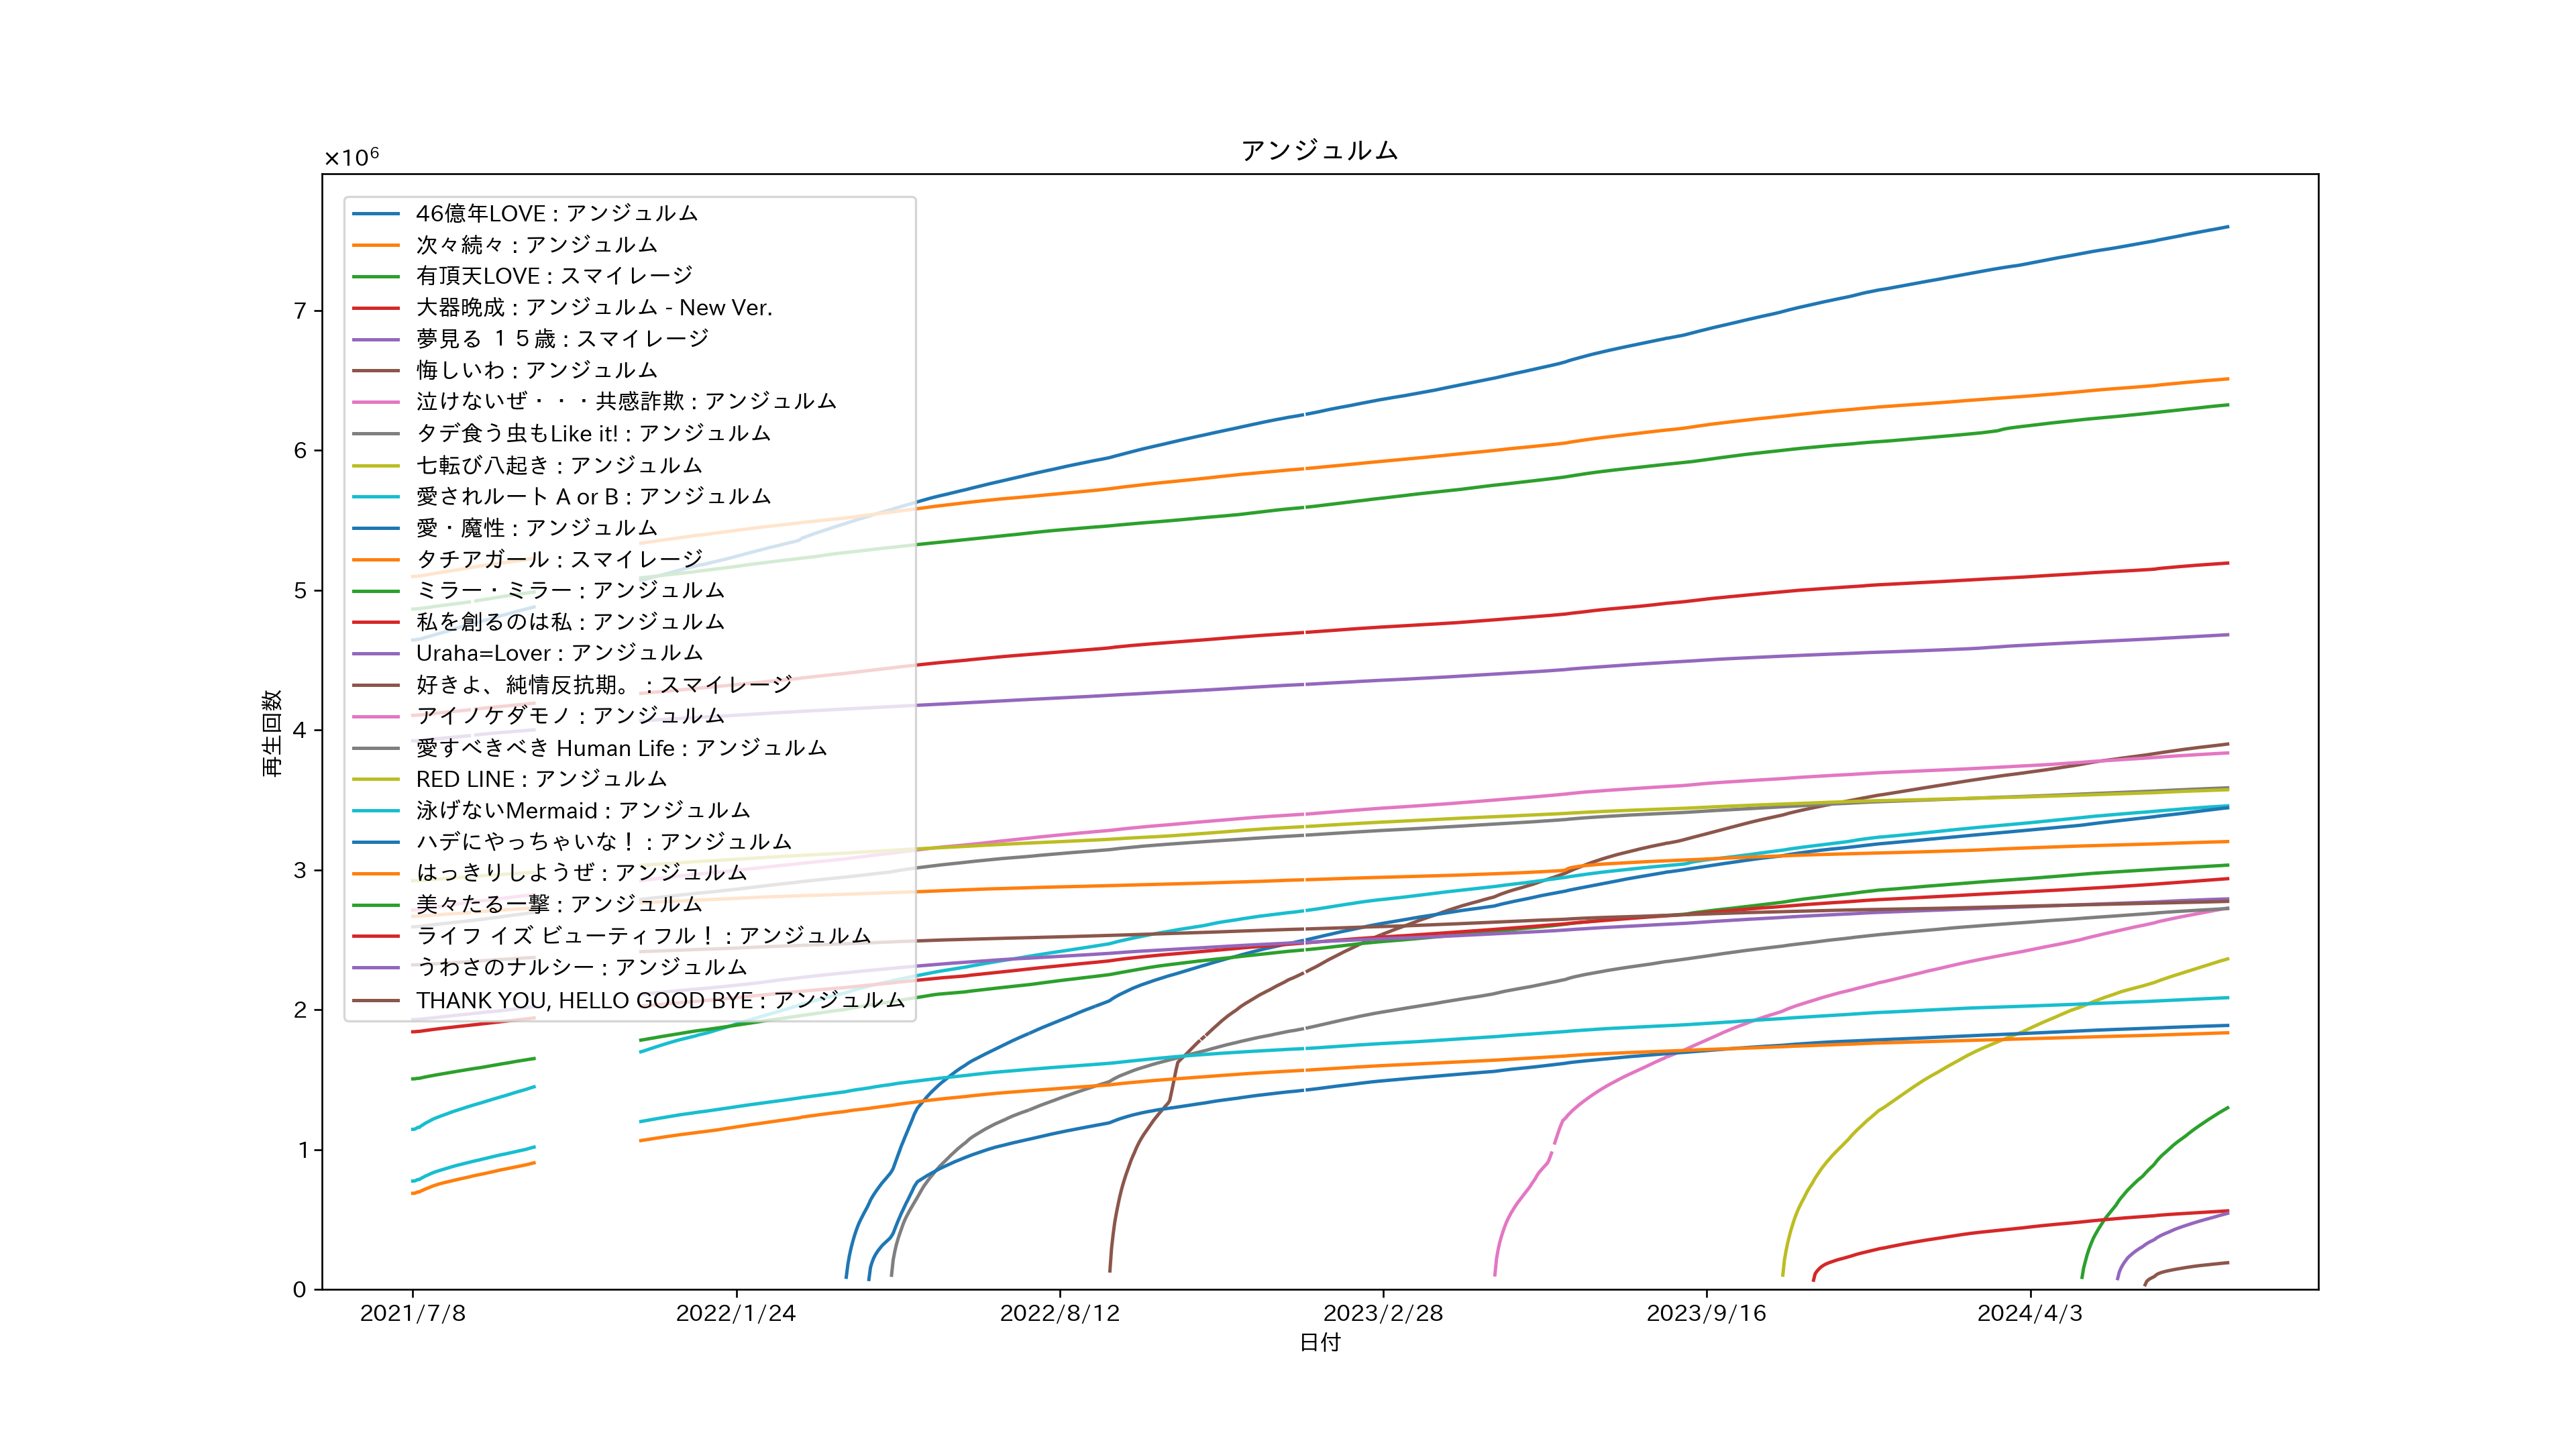 アンジュルム
×10⁶
46億年LOVE : アンジュルム
次々続々 : アンジュルム
有頂天LOVE : スマイレージ
大器晩成 : アンジュルム - New Ver.
夢見る １５歳 : スマイレージ
悔しいわ : アンジュルム
泣けないぜ・・・共感詐欺 : アンジュルム
タデ食う虫もLike it! : アンジュルム
七転び八起き : アンジュルム
愛されルート A or B : アンジュルム
愛・魔性 : アンジュルム
タチアガール : スマイレージ
ミラー・ミラー : アンジュルム
私を創るのは私 : アンジュルム
Uraha=Lover : アンジュルム
好きよ、純情反抗期。 : スマイレージ
アイノケダモノ : アンジュルム
愛すべきべき Human Life : アンジュルム
RED LINE : アンジュルム
泳げないMermaid : アンジュルム
ハデにやっちゃいな！ : アンジュルム
はっきりしようぜ : アンジュルム
美々たる一撃 : アンジュルム
ライフ イズ ビューティフル！ : アンジュルム
うわさのナルシー : アンジュルム
THANK YOU, HELLO GOOD BYE : アンジュルム
再生回数
7
6
5
4
3
2
1
0
2021/7/8
2022/1/24
2022/8/12
2023/2/28
2023/9/16
2024/4/3
日付